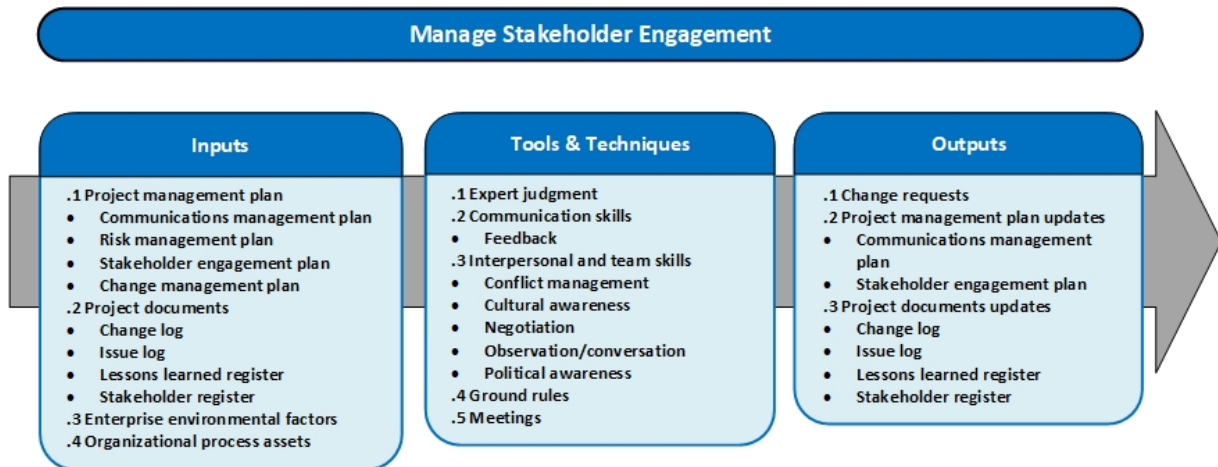 Manage Stakeholder Engagement
Inputs
.1 Project management plan
• Communications management plan
• Risk management plan
• Stakeholder engagement plan
• Change management plan
.2 Project documents
• Change log
• Issue log
• Lessons learned register
• Stakeholder register
.3 Enterprise environmental factors
.4 Organizational process assets
Tools & Techniques
.1 Expert judgment
.2 Communication skills
• Feedback
.3 Interpersonal and team skills
• Conflict management
• Cultural awareness
• Negotiation
• Observation/conversation
• Political awareness
.4 Ground rules
.5 Meetings
Outputs
.1 Change requests
.2 Project management plan updates
• Communications management
plan
• Stakeholder engagement plan
.3 Project documents updates
• Change log
• Issue log
• Lessons learned register
• Stakeholder register